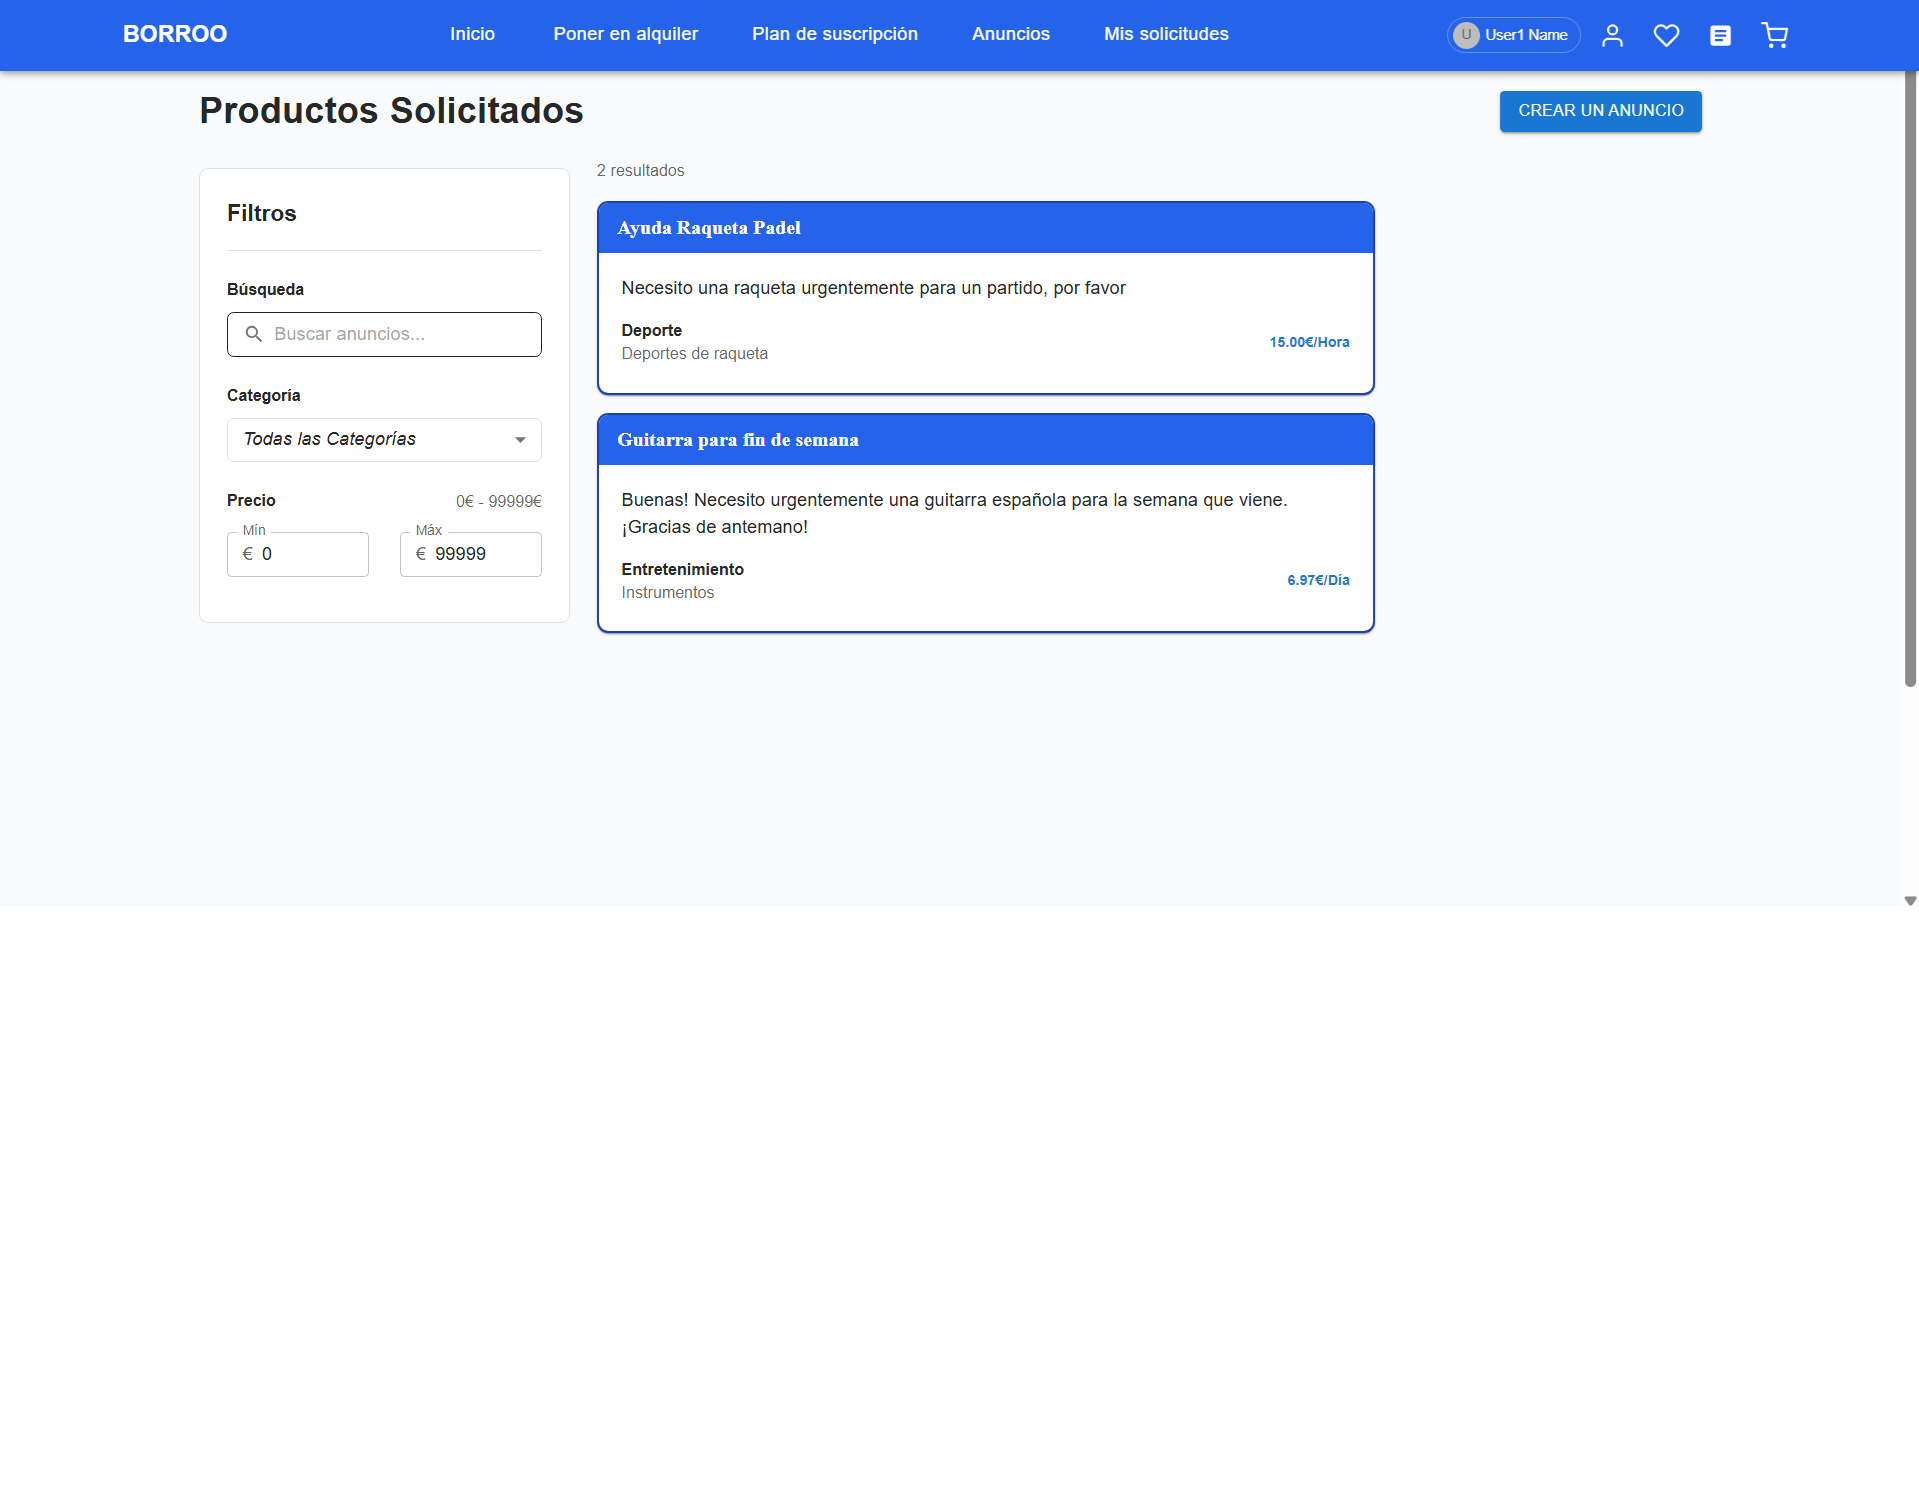 BORROO
Inicio
Poner en alquiler
Plan de suscripción
Anuncios
Mis solicitudes
U
User1 Name
Productos Solicitados
CREAR UN ANUNCIO
Filtros
Búsqueda
Buscar anuncios...
Categoría
Todas las Categorías
Precio
0€ - 99999€
Mín
€ 0
Máx
€ 99999
2 resultados
Ayuda Raqueta Padel
Necesito una raqueta urgentemente para un partido, por favor
Deporte
Deportes de raqueta
15.00€/Hora
Guitarra para fin de semana
Buenas! Necesito urgentemente una guitarra española para la semana que viene.
¡Gracias de antemano!
Entretenimiento
Instrumentos
6.97€/Día